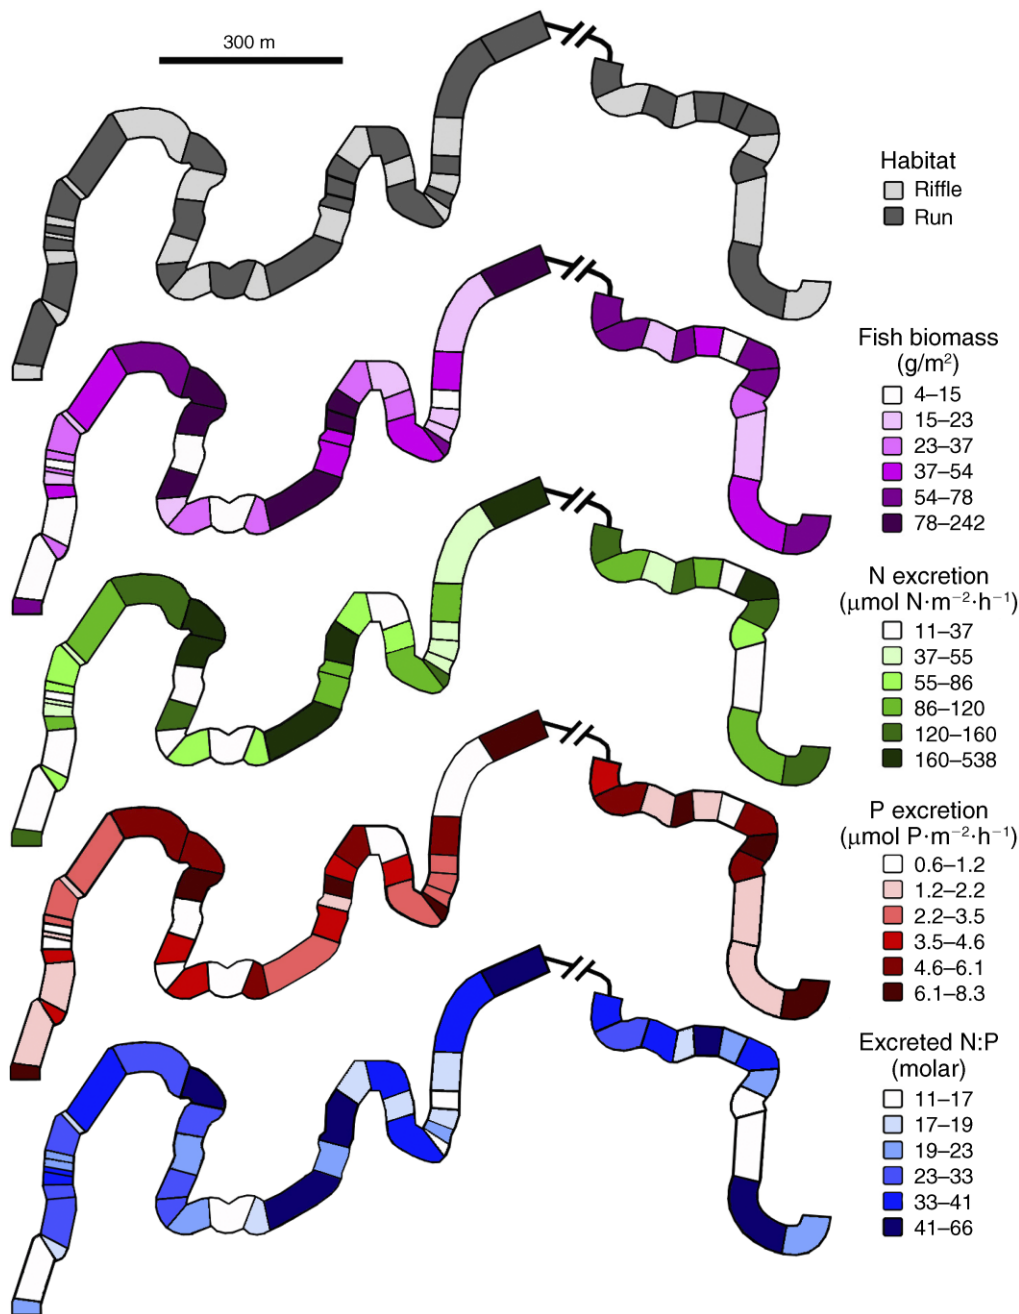 300 m
Habitat
Riffle
Run
Fish biomass
(g/m²)
4–15
15–23
23–37
37–54
54–78
78–242
N excretion
(μmol N·m⁻²·h⁻¹)
11–37
37–55
55–86
86–120
120–160
160–538
P excretion
(μmol P·m⁻²·h⁻¹)
0.6–1.2
1.2–2.2
2.2–3.5
3.5–4.6
4.6–6.1
6.1–8.3
Excreted N:P
(molar)
11–17
17–19
19–23
23–33
33–41
41–66